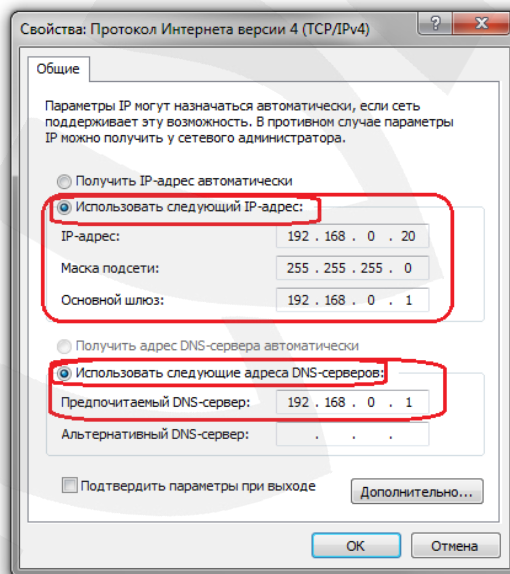 Свойства: Протокол Интернета версии 4 (TCP/IPv4)
Общие
Параметры IP могут назначаться автоматически, если сеть
поддерживает эту возможность. В противном случае параметры
IP можно получить у сетевого администратора.
Получить IP-адрес автоматически
Использовать следующий IP-адрес:
IP-адрес: 192 . 168 . 0 . 20
Маска подсети: 255 . 255 . 255 . 0
Основной шлюз: 192 . 168 . 0 . 1
Получить адрес DNS-сервера автоматически
Использовать следующие адреса DNS-серверов:
Предпочитаемый DNS-сервер: 192 . 168 . 0 . 1
Альтернативный DNS-сервер: . . .
Подтвердить параметры при выходе
Дополнительно...
ОК Отмена